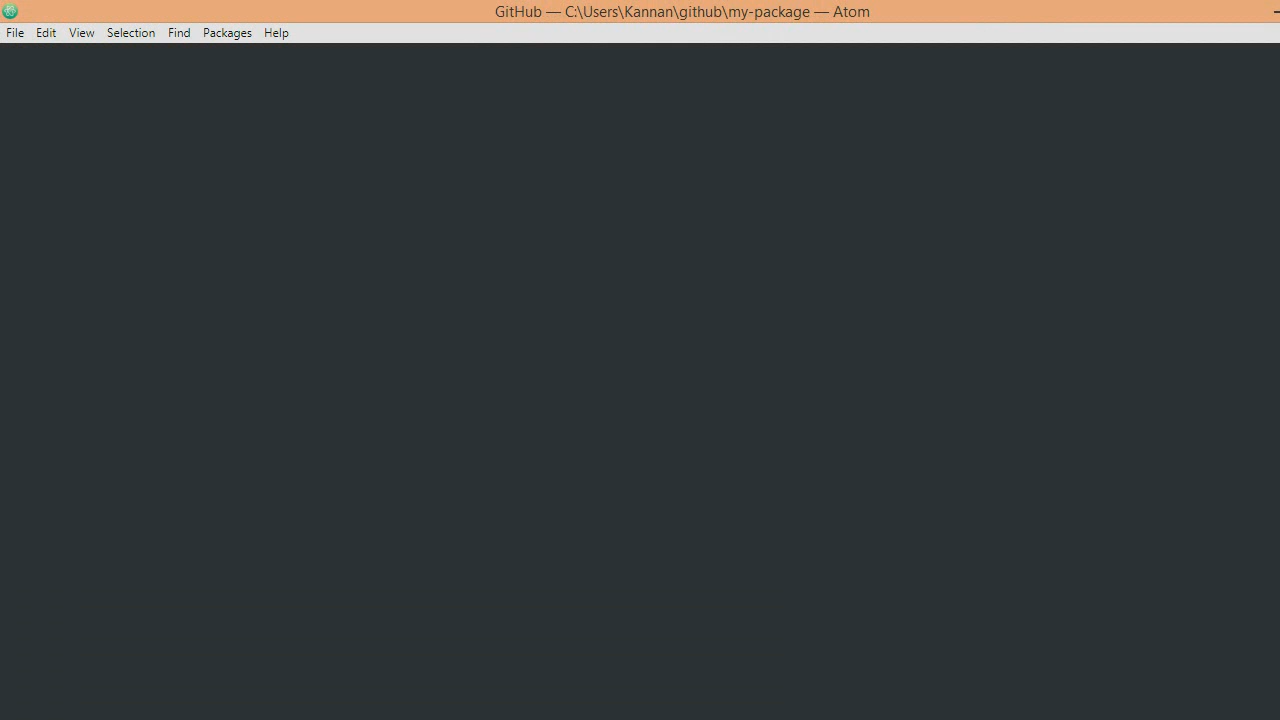 GitHub — C:\Users\Kannan\github\my-package — Atom
File Edit View Selection Find Packages Help